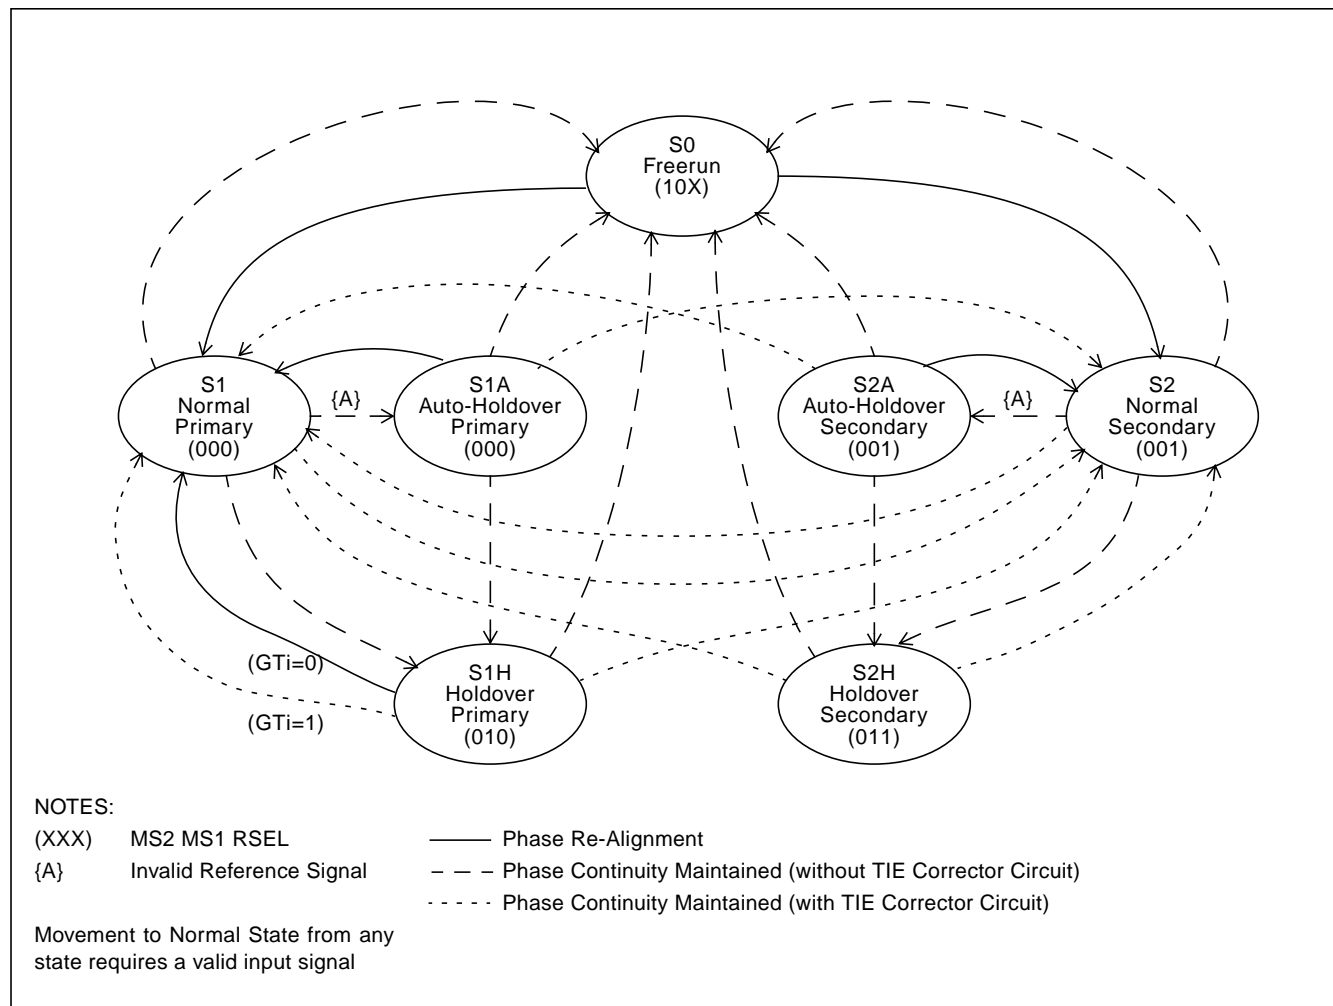 S0
Freerun
(10X)
S1
Normal
Primary
(000)
{A}
S1A
Auto-Holdover
Primary
(000)
S2A
Auto-Holdover
Secondary
(001)
{A}
S2
Normal
Secondary
(001)
(GTi=0)
(GTi=1)
S1H
Holdover
Primary
(010)
S2H
Holdover
Secondary
(011)
NOTES:
(XXX) MS2 MS1 RSEL
Phase Re-Alignment
{A} Invalid Reference Signal
Phase Continuity Maintained (without TIE Corrector Circuit)
Phase Continuity Maintained (with TIE Corrector Circuit)
Movement to Normal State from any
state requires a valid input signal